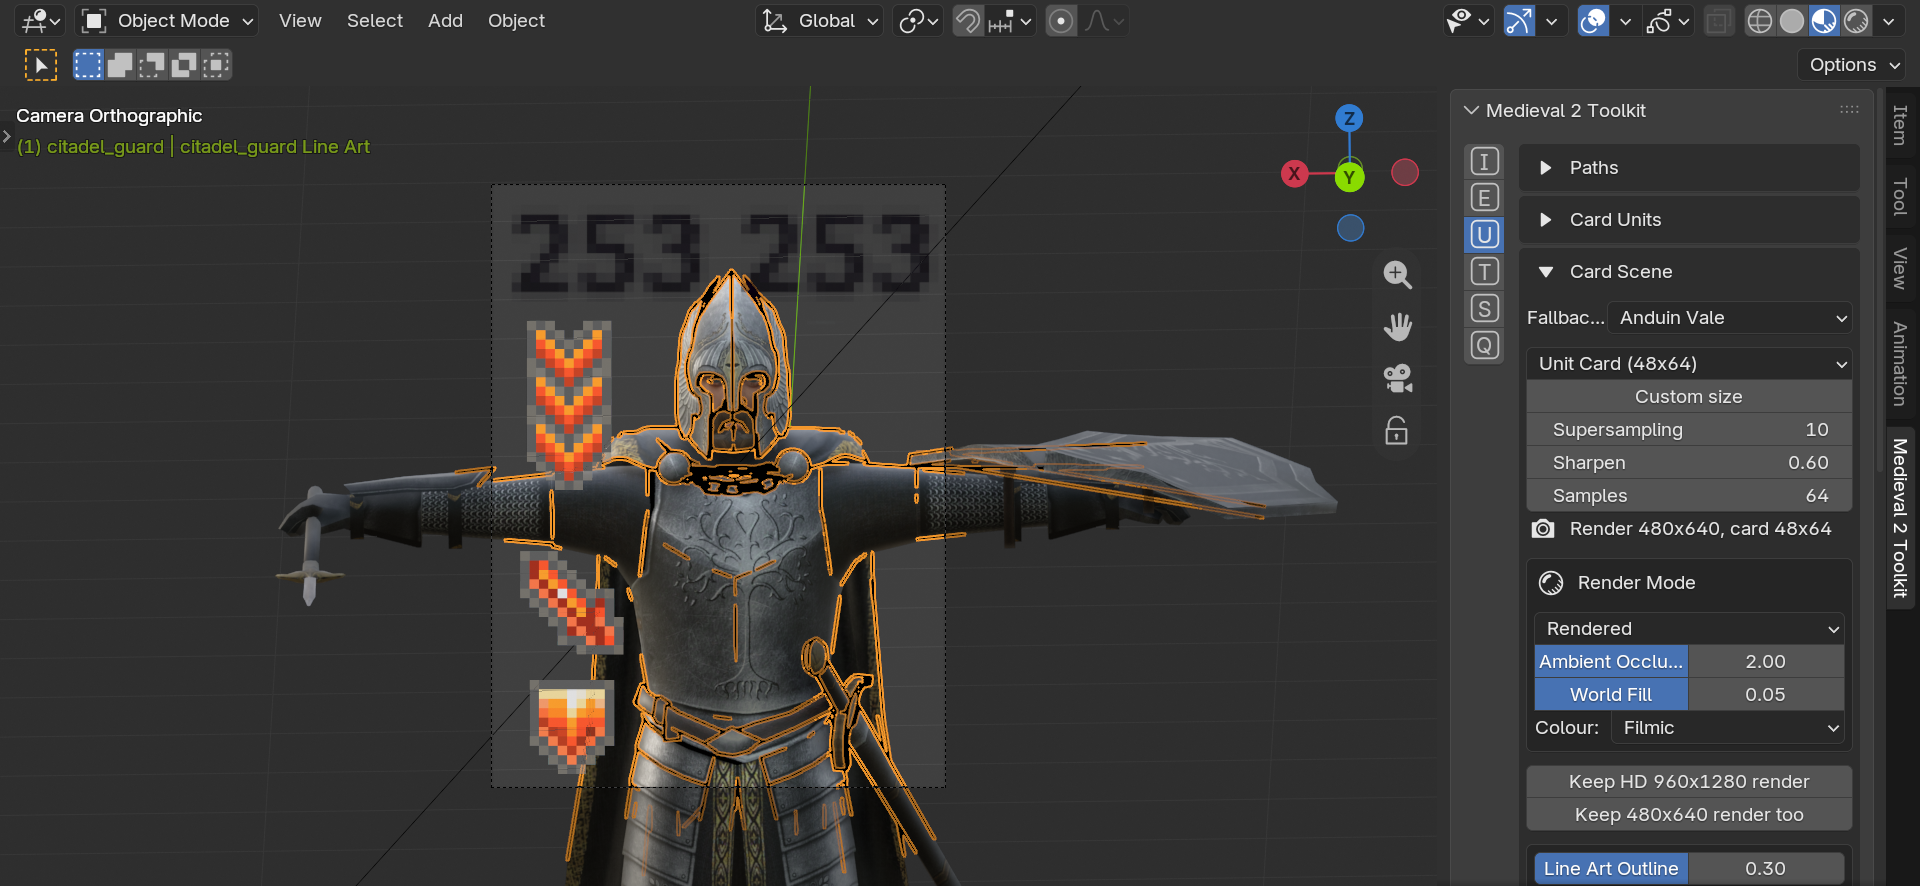 Object Mode
View
Select
Add
Object
Global
Options
Camera Orthographic
(1) citadel_guard | citadel_guard Line Art
253 253
Z
X
Y
Medieval 2 Toolkit
I
E
U
T
S
Q
Paths
Card Units
Card Scene
Fallbac...
Anduin Vale
Unit Card (48x64)
Custom size
Supersampling 10
Sharpen 0.60
Samples 64
Render 480x640, card 48x64
Render Mode
Rendered
Ambient Occlu... 2.00
World Fill 0.05
Colour: Filmic
Keep HD 960x1280 render
Keep 480x640 render too
Line Art Outline 0.30
Item
Tool
View
Animation
Medieval 2 Toolkit